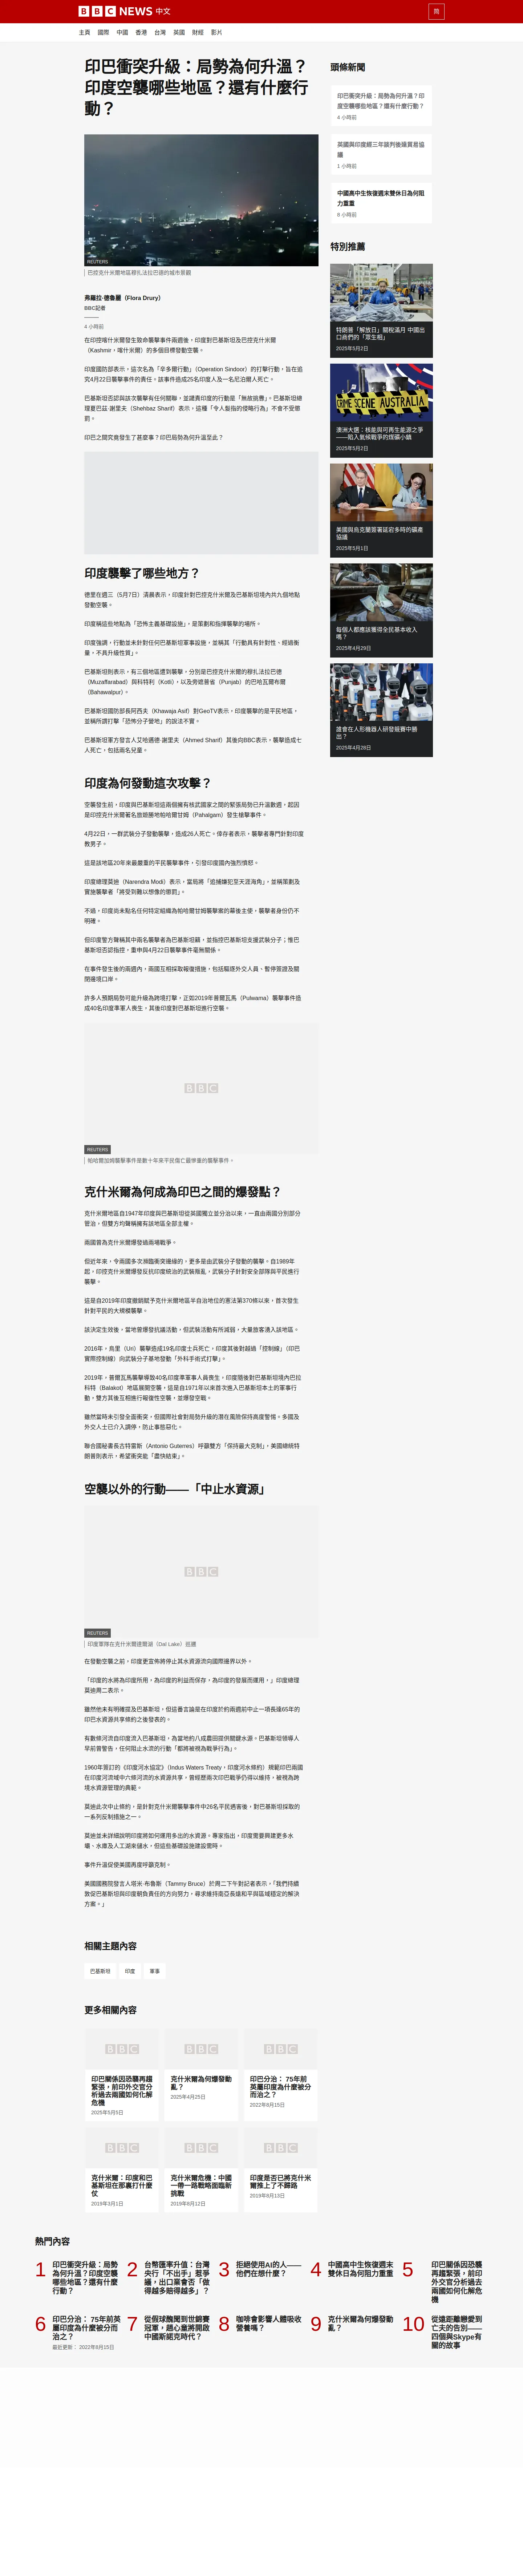 BBC NEWS 中文
简
主頁 國際 中國 香港 台灣 英國 財經 影片
印巴衝突升級：局勢為何升溫？
印度空襲哪些地區？還有什麼行
動？
REUTERS
巴控克什米爾地區穆扎法拉巴德的城市景觀
弗羅拉·德魯麗（Flora Drury）
BBC記者
4 小時前
在印控喀什米爾發生致命襲擊事件兩週後，印度對巴基斯坦及巴控克什米爾
（Kashmir，喀什米爾）的多個目標發動空襲。
印度國防部表示，這次名為「辛多爾行動」（Operation Sindoor）的打擊行動，旨在追
究4月22日襲擊事件的責任。該事件造成25名印度人及一名尼泊爾人死亡。
巴基斯坦否認與該次襲擊有任何關聯，並譴責印度的行動是「無故挑釁」。巴基斯坦總
理夏巴茲·謝里夫（Shehbaz Sharif）表示，這種「令人髮指的侵略行為」不會不受懲
罰。
印巴之間究竟發生了甚麼事？印巴局勢為何升溫至此？
印度襲擊了哪些地方？
德里在週三（5月7日）清晨表示，印度針對巴控克什米爾及巴基斯坦境內共九個地點
發動空襲。
印度稱這些地點為「恐怖主義基礎設施」，是策劃和指揮襲擊的場所。
印度強調，行動並未針對任何巴基斯坦軍事設施，並稱其「行動具有針對性、經過衡
量，不具升級性質」。
巴基斯坦則表示，有三個地區遭到襲擊，分別是巴控克什米爾的穆扎法拉巴德
（Muzaffarabad）與科特利（Kotli），以及旁遮普省（Punjab）的巴哈瓦爾布爾
（Bahawalpur）。
巴基斯坦國防部長阿西夫（Khawaja Asif）對GeoTV表示，印度襲擊的是平民地區，
並稱所謂打擊「恐怖分子營地」的說法不實。
巴基斯坦軍方發言人艾哈邁德·謝里夫（Ahmed Sharif）其後向BBC表示，襲擊造成七
人死亡，包括兩名兒童。
印度為何發動這次攻擊？
空襲發生前，印度與巴基斯坦這兩個擁有核武國家之間的緊張局勢已升溫數週，起因
是印控克什米爾著名旅遊勝地帕哈爾甘姆（Pahalgam）發生槍擊事件。
4月22日，一群武裝分子發動襲擊，造成26人死亡。倖存者表示，襲擊者專門針對印度
教男子。
這是該地區20年來最嚴重的平民襲擊事件，引發印度國內強烈憤怒。
印度總理莫迪（Narendra Modi）表示，當局將「追捕嫌犯至天涯海角」，並稱策劃及
實施襲擊者「將受到難以想像的懲罰」。
不過，印度尚未點名任何特定組織為帕哈爾甘姆襲擊案的幕後主使，襲擊者身份仍不
明確。
但印度警方聲稱其中兩名襲擊者為巴基斯坦籍，並指控巴基斯坦支援武裝分子；惟巴
基斯坦否認指控，重申與4月22日襲擊事件毫無關係。
在事件發生後的兩週內，兩國互相採取報復措施，包括驅逐外交人員、暫停簽證及關
閉邊境口岸。
許多人預期局勢可能升級為跨境打擊，正如2019年普爾瓦馬（Pulwama）襲擊事件造
成40名印度準軍人喪生，其後印度對巴基斯坦進行空襲。
BBC
REUTERS
帕哈爾加姆襲擊事件是數十年來平民傷亡最慘重的襲擊事件。
克什米爾為何成為印巴之間的爆發點？
克什米爾地區自1947年印度與巴基斯坦從英國獨立並分治以來，一直由兩國分別部分
管治，但雙方均聲稱擁有該地區全部主權。
兩國曾為克什米爾爆發過兩場戰爭。
但近年來，令兩國多次瀕臨衝突邊緣的，更多是由武裝分子發動的襲擊。自1989年
起，印控克什米爾爆發反抗印度統治的武裝叛亂，武裝分子針對安全部隊與平民進行
襲擊。
這是自2019年印度撤銷賦予克什米爾地區半自治地位的憲法第370條以來，首次發生
針對平民的大規模襲擊。
該決定生效後，當地曾爆發抗議活動，但武裝活動有所減弱，大量旅客湧入該地區。
2016年，烏里（Uri）襲擊造成19名印度士兵死亡，印度其後對越過「控制線」（印巴
實際控制線）向武裝分子基地發動「外科手術式打擊」。
2019年，普爾瓦馬襲擊導致40名印度準軍事人員喪生，印度隨後對巴基斯坦境內巴拉
科特（Balakot）地區展開空襲，這是自1971年以來首次進入巴基斯坦本土的軍事行
動，雙方其後互相進行報復性空襲，並爆發空戰。
雖然當時未引發全面衝突，但國際社會對局勢升級的潛在風險保持高度警惕。多國及
外交人士已介入調停，防止事態惡化。
聯合國秘書長古特雷斯（Antonio Guterres）呼籲雙方「保持最大克制」，美國總統特
朗普則表示，希望衝突能「盡快結束」。
空襲以外的行動——「中止水資源」
BBC
REUTERS
印度軍隊在克什米爾達爾湖（Dal Lake）巡邏
在發動空襲之前，印度更宣佈將停止其水資源流向國際邊界以外。
「印度的水將為印度所用，為印度的利益而保存，為印度的發展而運用，」印度總理
莫迪周二表示。
雖然他未有明確提及巴基斯坦，但這番言論是在印度於約兩週前中止一項長達65年的
印巴水資源共享條約之後發表的。
有數條河流自印度流入巴基斯坦，為當地約八成農田提供關鍵水源。巴基斯坦領導人
早前曾警告，任何阻止水流的行動「都將被視為戰爭行為」。
1960年簽訂的《印度河水協定》（Indus Waters Treaty，印度河水條約）規範印巴兩國
在印度河流域中六條河流的水資源共享，曾經歷兩次印巴戰爭仍得以維持，被視為跨
境水資源管理的典範。
莫迪此次中止條約，是針對克什米爾襲擊事件中26名平民遇害後，對巴基斯坦採取的
一系列反制措施之一。
莫迪並未詳細說明印度將如何運用多出的水資源。專家指出，印度需要興建更多水
壩、水庫及人工湖來儲水，但這些基礎設施建設需時。
事件升溫促使美國再度呼籲克制。
美國國務院發言人塔米·布魯斯（Tammy Bruce）於周二下午對記者表示，「我們持續
敦促巴基斯坦與印度朝負責任的方向努力，尋求維持南亞長遠和平與區域穩定的解決
方案。」
相關主題內容
巴基斯坦 印度 軍事
更多相關內容
BBC BBC BBC
印巴關係因恐襲再趨
緊張，前印外交官分
析過去兩國如何化解
危機
2025年5月5日
克什米爾為何爆發動
亂？
2025年4月25日
印巴分治： 75年前
英屬印度為什麼被分
而治之？
2022年8月15日
BBC BBC BBC
克什米爾：印度和巴
基斯坦在那裏打什麼
仗
2019年3月1日
克什米爾危機：中國
一帶一路戰略面臨新
挑戰
2019年8月12日
印度是否已將克什米
爾推上了不歸路
2019年8月13日
頭條新聞
印巴衝突升級：局勢為何升溫？印
度空襲哪些地區？還有什麼行動？
4 小時前
英國與印度經三年談判後達貿易協
議
1 小時前
中國高中生恢復週末雙休日為何阻
力重重
6 小時前
特別推薦
特朗普「解放日」關稅滿月 中國出
口商們的「眾生相」
2025年5月2日
CRIME SCENE AUSTRALIA
澳洲大選：核能與可再生能源之爭
——陷入氣候戰爭的煤礦小鎮
2025年5月2日
美國與烏克蘭簽署延宕多時的礦產
協議
2025年5月1日
每個人都應該獲得全民基本收入
嗎？
2025年4月29日
誰會在人形機器人研發競賽中勝
出？
2025年4月28日
熱門內容
1 印巴衝突升級：局勢
為何升溫？印度空襲
哪些地區？還有什麼
行動？
2 台幣匯率升值：台灣
央行「不出手」惹爭
議，出口業會否「做
得越多賠得越多」？
3 拒絕使用AI的人——
他們在想什麼？
4 中國高中生恢復週末
雙休日為何阻力重重
5 印巴關係因恐襲
再趨緊張，前印
外交官分析過去
兩國如何化解危
機
6 印巴分治： 75年前英
屬印度為什麼被分而
治之？
最近更新： 2022年8月15日
7 從假球醜聞到世錦賽
冠軍，趙心童將開啟
中國斯諾克時代？
8 咖啡會影響人體吸收
營養嗎？
9 克什米爾為何爆發動
亂？
10 從遠距離戀愛到
亡夫的告別——
四個與Skype有
關的故事